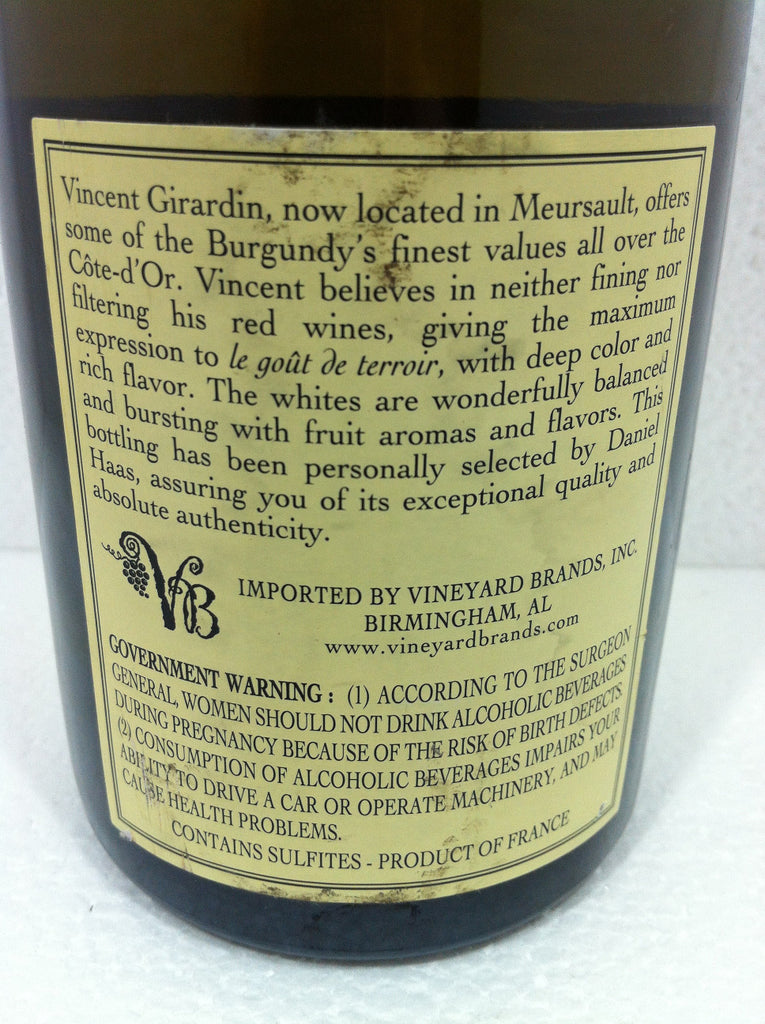 Vincent Girardin, now located in Meursault, offers
some of the Burgundy's finest values all over the
Côte-d'Or. Vincent believes in neither fining nor
filtering his red wines, giving the maximum
expression to le goût de terroir, with deep color and
rich flavor. The whites are wonderfully balanced
and bursting with fruit aromas and flavors. This
bottling has been personally selected by Daniel
Haas, assuring you of its exceptional quality and
absolute authenticity.
VB
IMPORTED BY VINEYARD BRANDS, INC.
BIRMINGHAM, AL
www.vineyardbrands.com
GOVERNMENT WARNING : (1) ACCORDING TO THE SURGEON
GENERAL, WOMEN SHOULD NOT DRINK ALCOHOLIC BEVERAGES
DURING PREGNANCY BECAUSE OF THE RISK OF BIRTH DEFECTS.
(2) CONSUMPTION OF ALCOHOLIC BEVERAGES IMPAIRS YOUR
ABILITY TO DRIVE A CAR OR OPERATE MACHINERY, AND MAY
CAUSE HEALTH PROBLEMS.
CONTAINS SULFITES - PRODUCT OF FRANCE